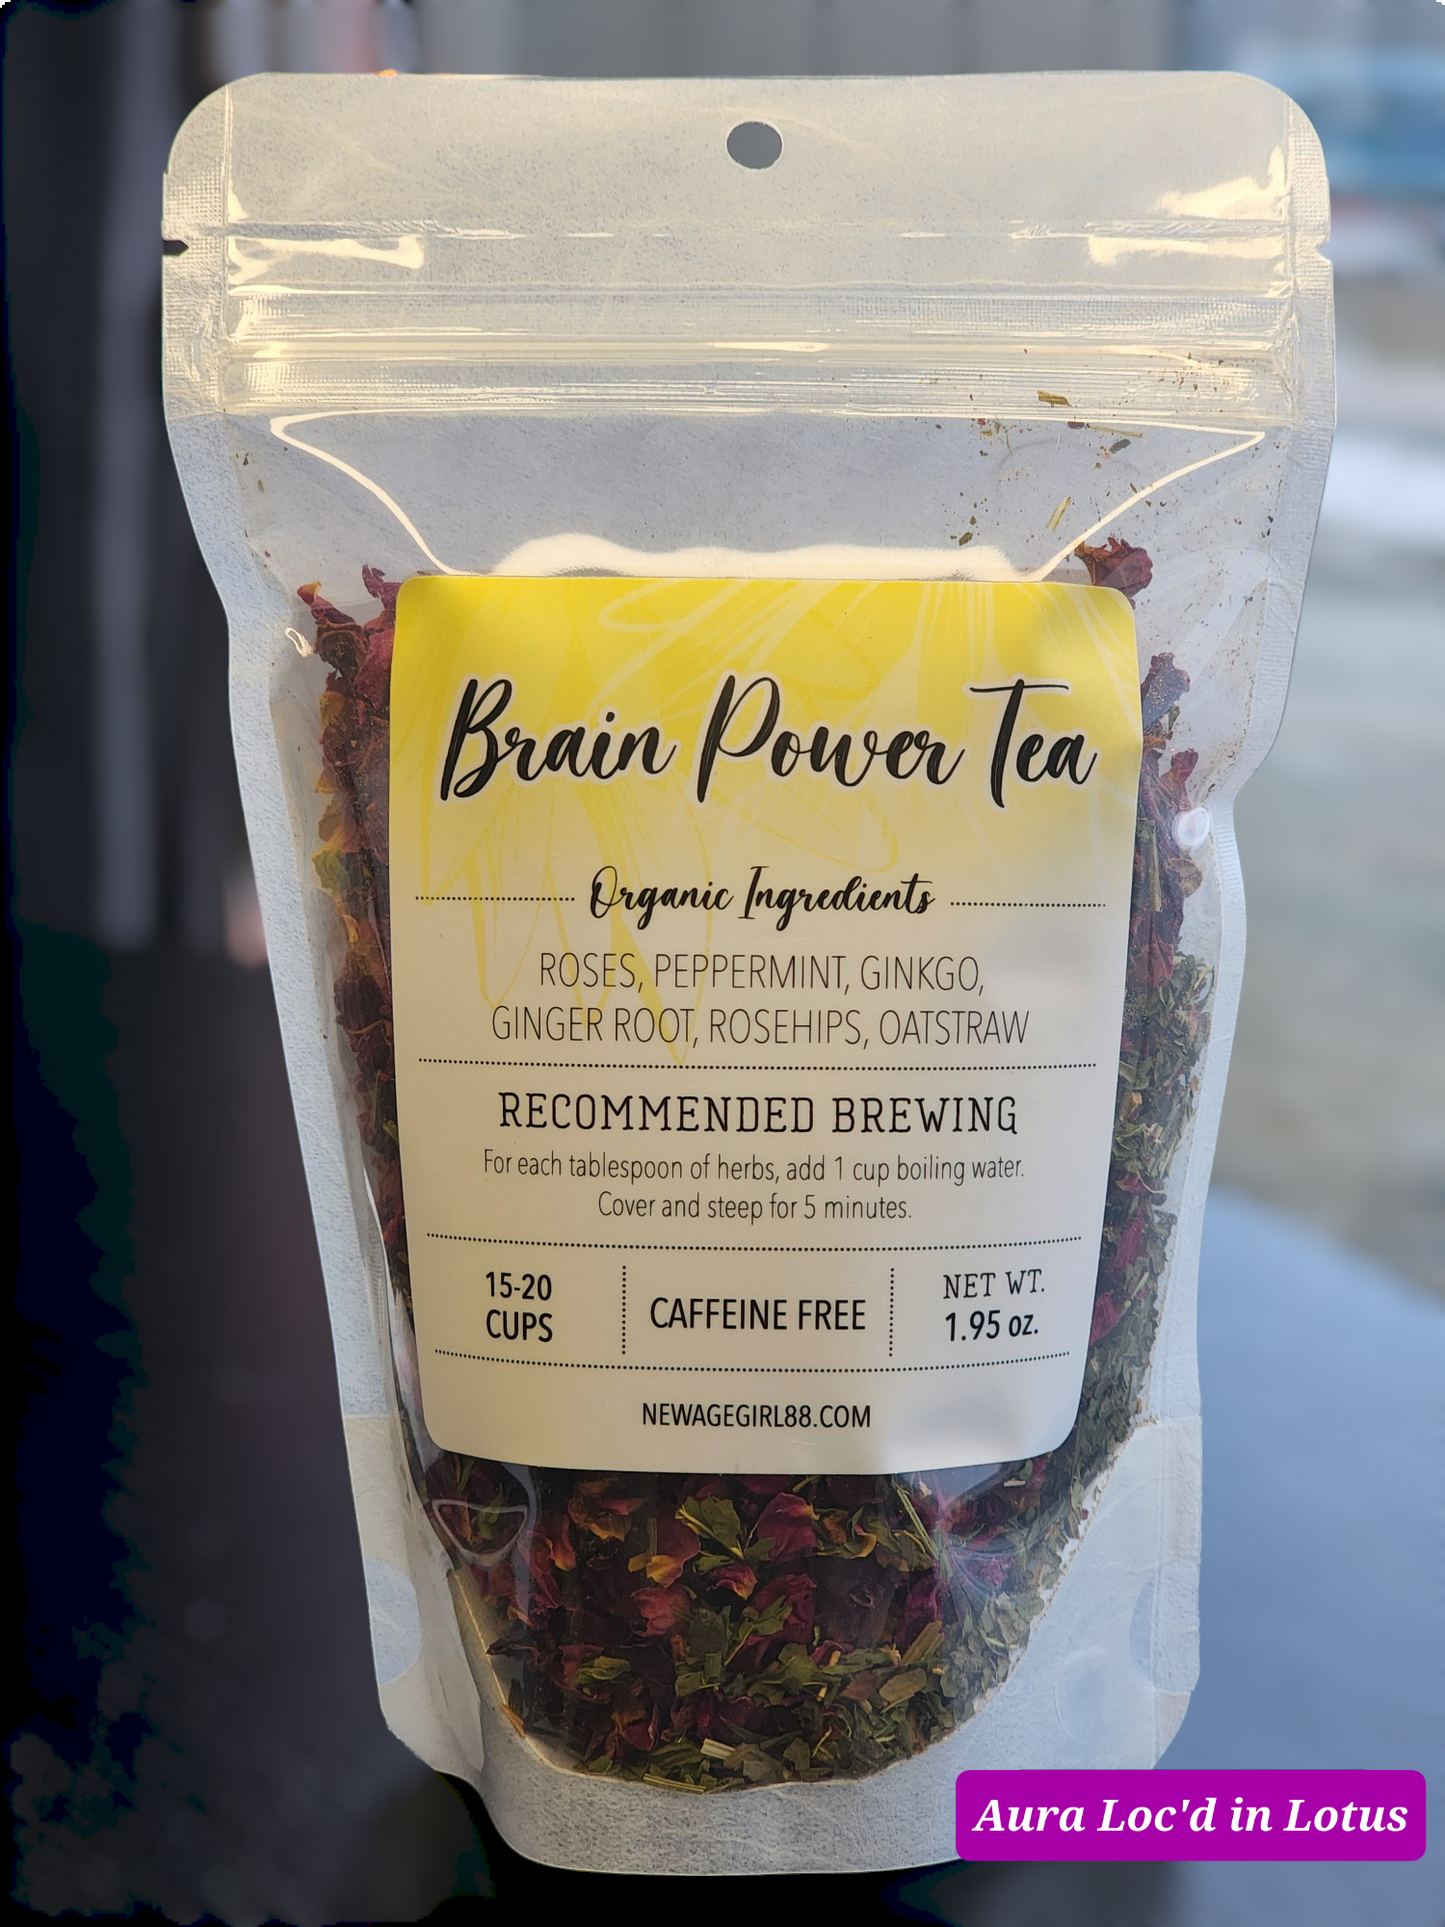 Brain Power Tea
Organic Ingredients
ROSES, PEPPERMINT, GINKGO,
GINGER ROOT, ROSEHIPS, OATSTRAW
RECOMMENDED BREWING
For each tablespoon of herbs, add 1 cup boiling water.
Cover and steep for 5 minutes.
15-20
CUPS
CAFFEINE FREE
NET WT.
1.95 oz.
NEWAGEGIRL88.COM
Aura Loc'd in Lotus